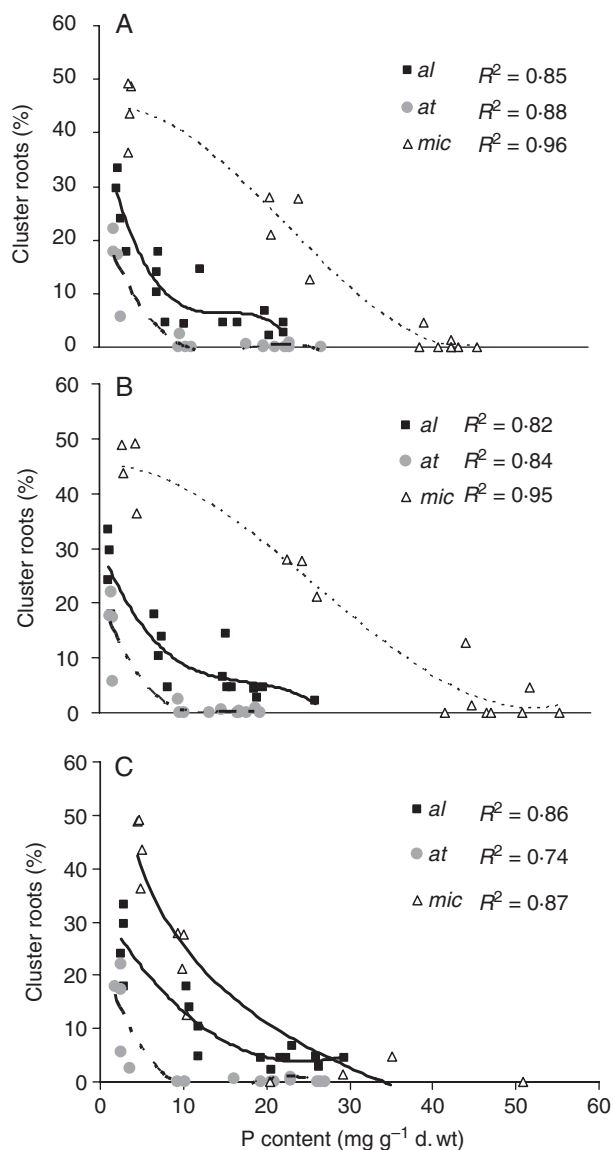 A
Cluster roots (%)
60
50
40
30
20
10
0
al R² = 0·85
at R² = 0·88
mic R² = 0·96
B
Cluster roots (%)
60
50
40
30
20
10
0
al R² = 0·82
at R² = 0·84
mic R² = 0·95
C
Cluster roots (%)
60
50
40
30
20
10
0
al R² = 0·86
at R² = 0·74
mic R² = 0·87
0 10 20 30 40 50 60
P content (mg g⁻¹ d. wt)